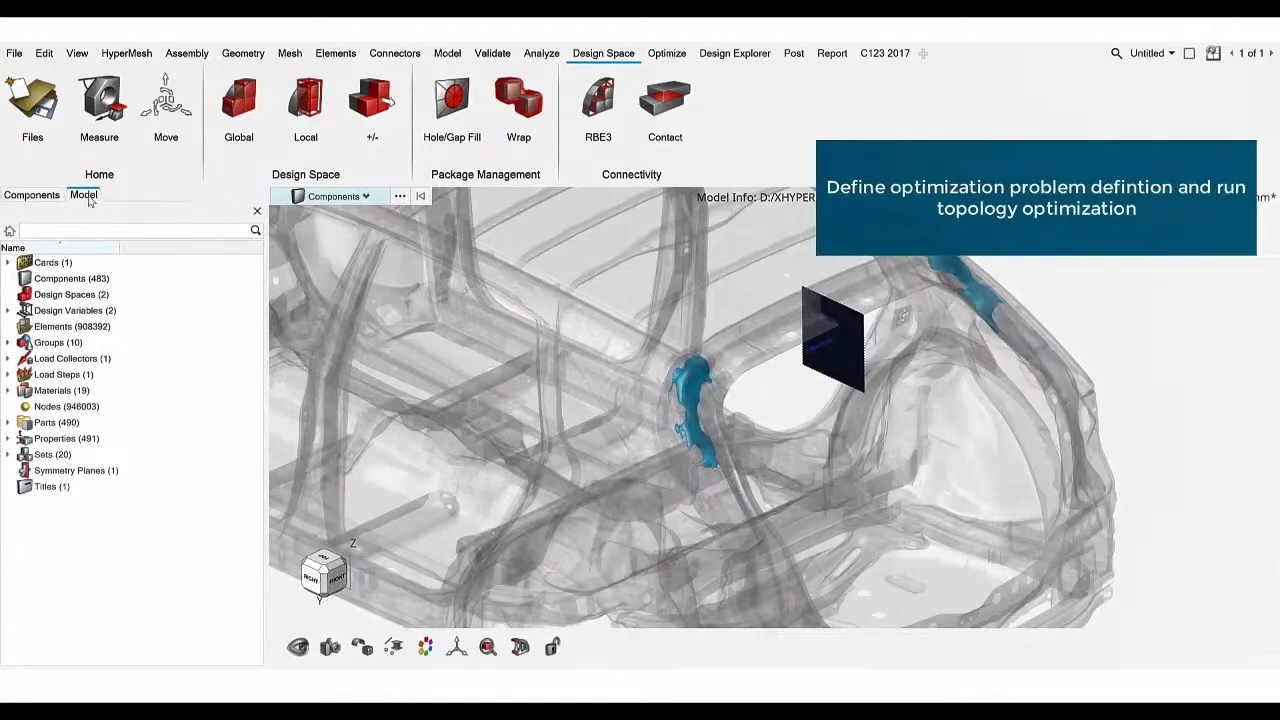 File Edit View HyperMesh Assembly Geometry Mesh Elements Connectors Model Validate Analyze Design Space Optimize Design Explorer Post Report C123 2017 Untitled 1 of 1
Files Measure Move Global Local +/- Hole/Gap Fill Wrap RBE3 Contact
Home Design Space Package Management Connectivity
Components Model
Components
Model Info: D:/XHYPER
mm*
Define optimization problem defintion and run
topology optimization
Name
Cards (1)
Components (483)
Design Spaces (2)
Design Variables (2)
Elements (908392)
Groups (10)
Load Collectors (1)
Load Steps (1)
Materials (19)
Nodes (946003)
Parts (490)
Properties (491)
Sets (20)
Symmetry Planes (1)
Titles (1)
Z
TOP
RIGHT FRONT
Y